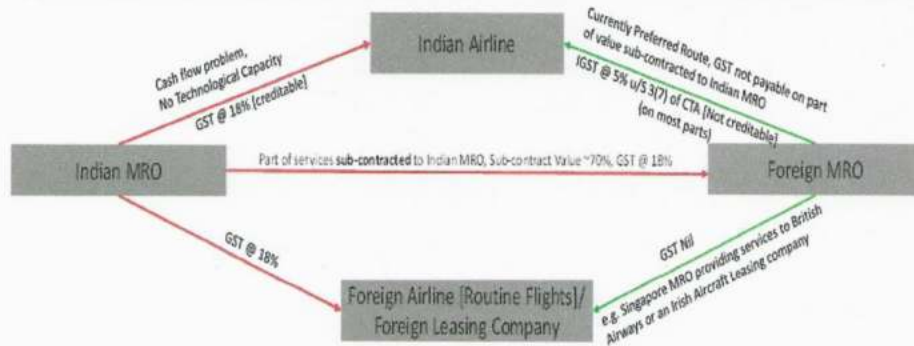 Indian Airline
Cash flow problem,
No Technological Capacity
GST @ 18% [creditable]
Currently Preferred Route, GST not payable on part
of value sub-contracted to Indian MRO
IGST @ 5% u/S 3(7) of CTA [Not creditable]
(on most parts)
Indian MRO
Part of services sub-contracted to Indian MRO, Sub-contract Value ~70%, GST @ 18%
Foreign MRO
GST @ 18%
GST Nil
e.g. Singapore MRO providing services to British
Airways or an Irish Aircraft Leasing company
Foreign Airline [Routine Flights]/
Foreign Leasing Company